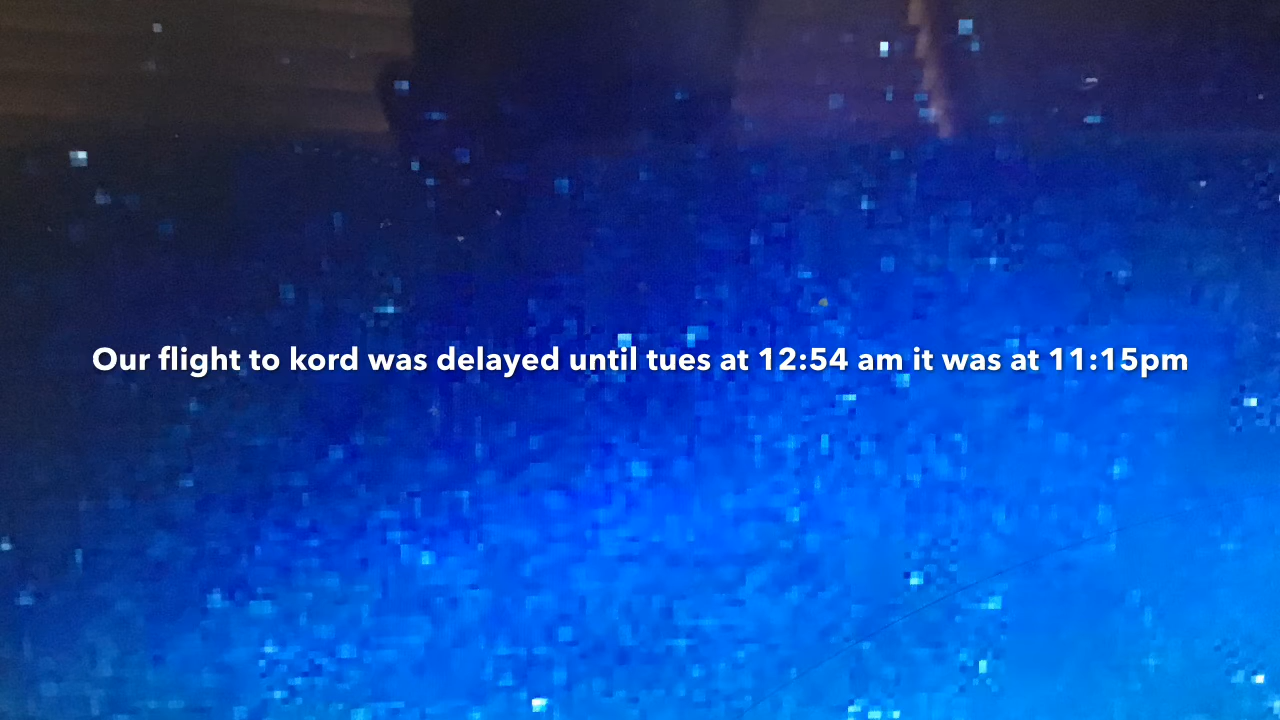 Our flight to kord was delayed until tues at 12:54 am it was at 11:15pm